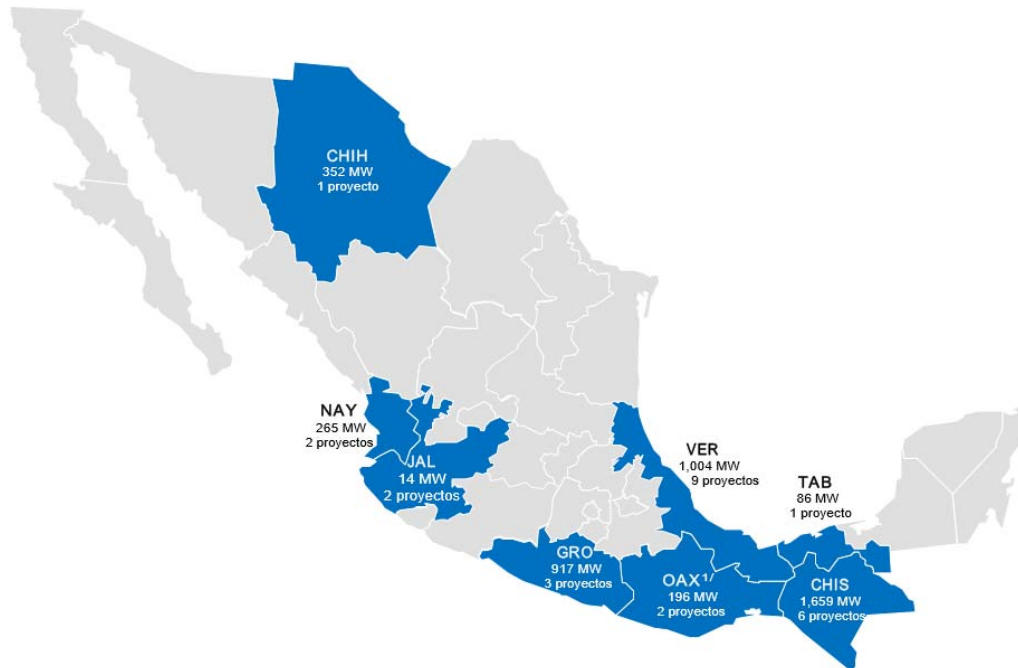 CHIH
352 MW
1 proyecto
NAY
265 MW
2 proyectos
JAL
14 MW
2 proyectos
VER
1,004 MW
9 proyectos
TAB
86 MW
1 proyecto
GRO
917 MW
3 proyectos
OAX1/
196 MW
2 proyectos
CHIS
1,659 MW
6 proyectos